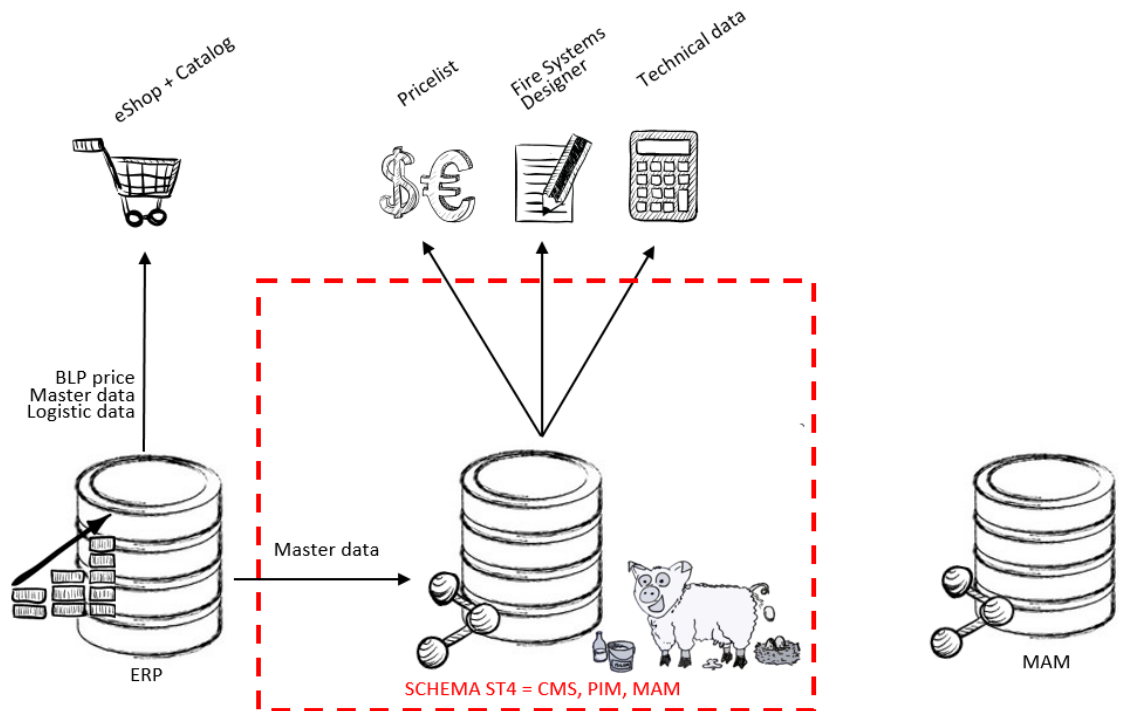 eShop + Catalog
Pricelist
Fire Systems
Designer
Technical data
BLP price
Master data
Logistic data
Master data
ERP
MAM
SCHEMA ST4 = CMS, PIM, MAM